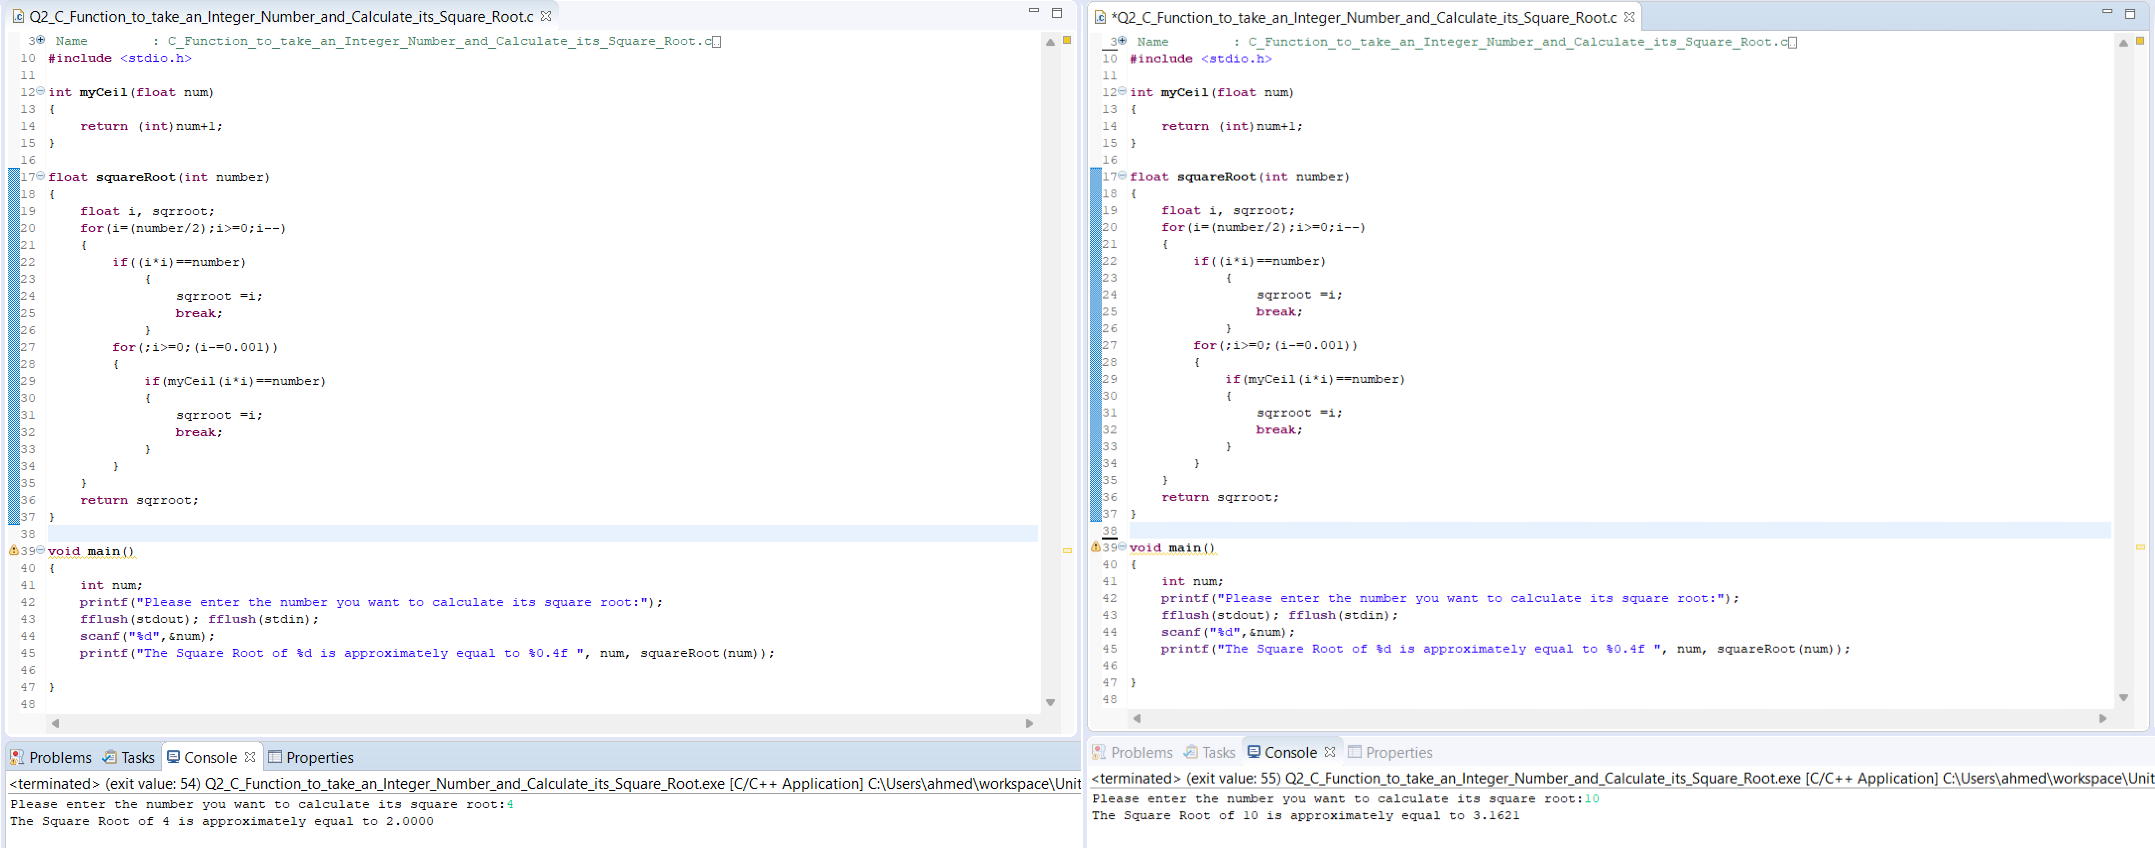 Q2_C_Function_to_take_an_Integer_Number_and_Calculate_its_Square_Root.c
3 Name : C_Function_to_take_an_Integer_Number_and_Calculate_its_Square_Root.c
10 #include <stdio.h>
11
12 int myCeil(float num)
13 {
14 return (int)num+1;
15 }
16
17 float squareRoot(int number)
18 {
19 float i, sqrroot;
20 for(i=(number/2);i>=0;i--)
21 {
22 if((i*i)==number)
23 {
24 sqrroot =i;
25 break;
26 }
27 for(;i>=0;(i-=0.001))
28 {
29 if(myCeil(i*i)==number)
30 {
31 sqrroot =i;
32 break;
33 }
34 }
35 }
36 return sqrroot;
37 }
38
39 void main()
40 {
41 int num;
42 printf("Please enter the number you want to calculate its square root:");
43 fflush(stdout); fflush(stdin);
44 scanf("%d",&num);
45 printf("The Square Root of %d is approximately equal to %0.4f ", num, squareRoot(num));
46
47 }
48
Problems Tasks Console Properties
<terminated> (exit value: 54) Q2_C_Function_to_take_an_Integer_Number_and_Calculate_its_Square_Root.exe [C/C++ Application] C:\Users\ahmed\workspace\Unit
Please enter the number you want to calculate its square root:4
The Square Root of 4 is approximately equal to 2.0000
*Q2_C_Function_to_take_an_Integer_Number_and_Calculate_its_Square_Root.c
3 Name : C_Function_to_take_an_Integer_Number_and_Calculate_its_Square_Root.c
10 #include <stdio.h>
11
12 int myCeil(float num)
13 {
14 return (int)num+1;
15 }
16
17 float squareRoot(int number)
18 {
19 float i, sqrroot;
20 for(i=(number/2);i>=0;i--)
21 {
22 if((i*i)==number)
23 {
24 sqrroot =i;
25 break;
26 }
27 for(;i>=0;(i-=0.001))
28 {
29 if(myCeil(i*i)==number)
30 {
31 sqrroot =i;
32 break;
33 }
34 }
35 }
36 return sqrroot;
37 }
38
39 void main()
40 {
41 int num;
42 printf("Please enter the number you want to calculate its square root:");
43 fflush(stdout); fflush(stdin);
44 scanf("%d",&num);
45 printf("The Square Root of %d is approximately equal to %0.4f ", num, squareRoot(num));
46
47 }
48
Problems Tasks Console Properties
<terminated> (exit value: 55) Q2_C_Function_to_take_an_Integer_Number_and_Calculate_its_Square_Root.exe [C/C++ Application] C:\Users\ahmed\workspace\Unit
Please enter the number you want to calculate its square root:10
The Square Root of 10 is approximately equal to 3.1621